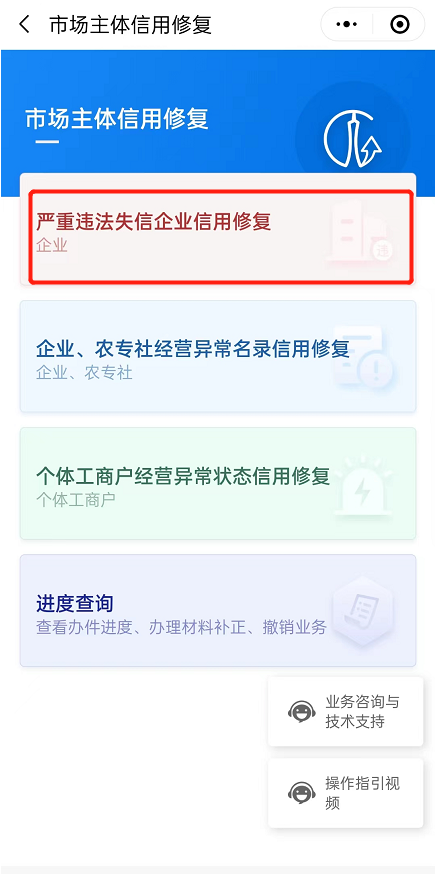 市场主体信用修复
市场主体信用修复
严重违法失信企业信用修复
企业
违
企业、农专社经营异常名录信用修复
企业、农专社
个体工商户经营异常状态信用修复
个体工商户
进度查询
查看办件进度、办理材料补正、撤销业务
业务咨询与
技术支持
操作指引视
频